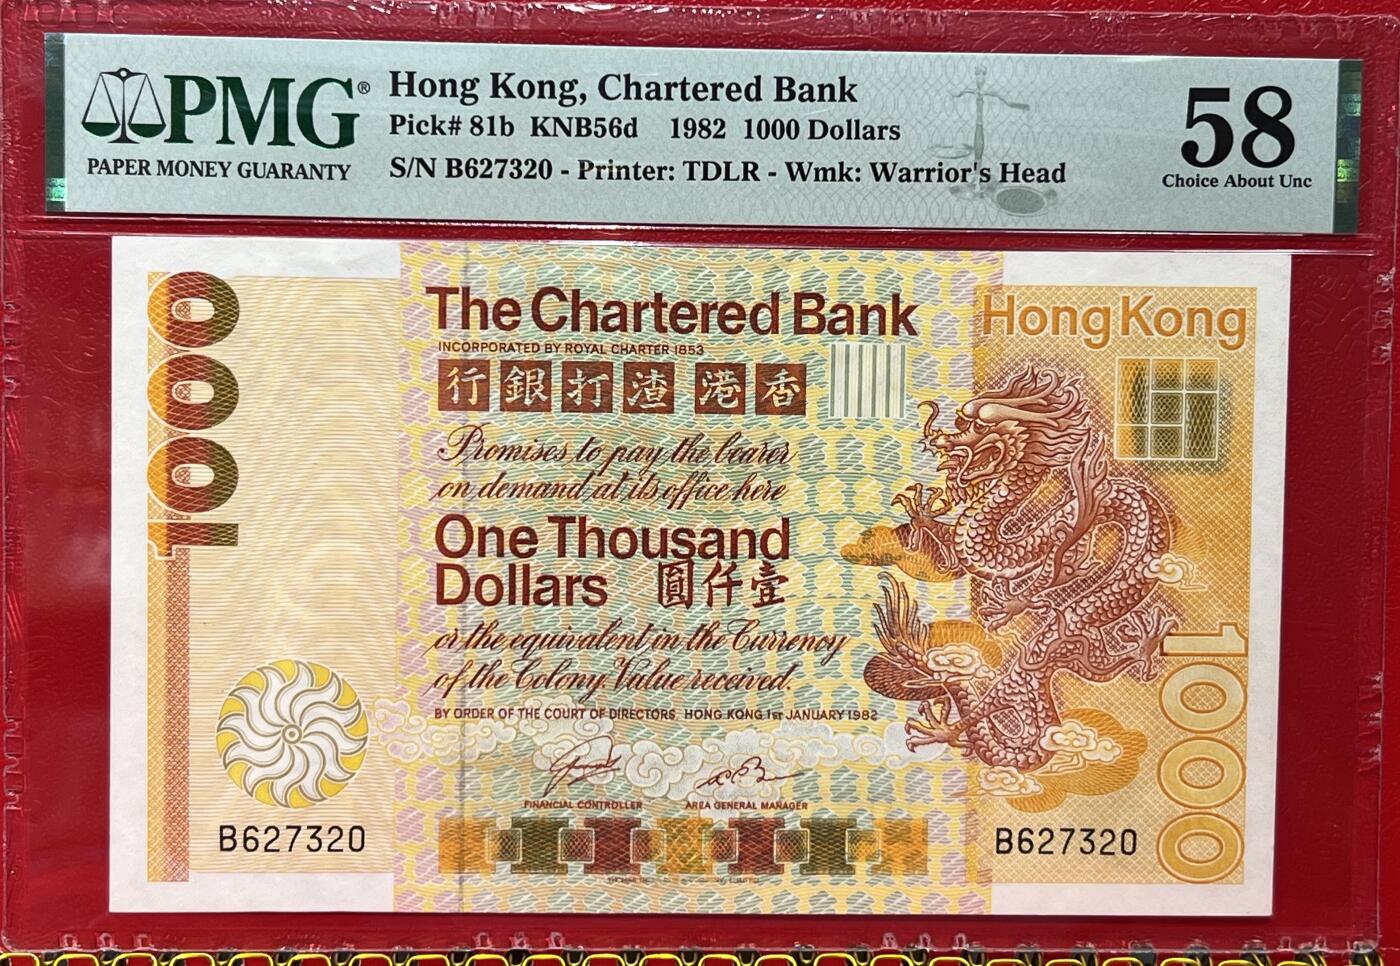 PMG®
PAPER MONEY GUARANTY
Hong Kong, Chartered Bank
Pick# 81b KNB56d 1982 1000 Dollars
S/N B627320 - Printer: TDLR - Wmk: Warrior's Head
58
Choice About Unc
1000
The Chartered Bank
Hong Kong
INCORPORATED BY ROYAL CHARTER 1853
行銀打渣 港香
Promises to pay the bearer
on demand at its office here
One Thousand
Dollars 圓仟壹
or the equivalent in the Currency
of the Colony Value received.
BY ORDER OF THE COURT OF DIRECTORS, HONG KONG 1ST JANUARY 1982
FINANCIAL CONTROLLER AREA GENERAL MANAGER
1000
B627320
B627320